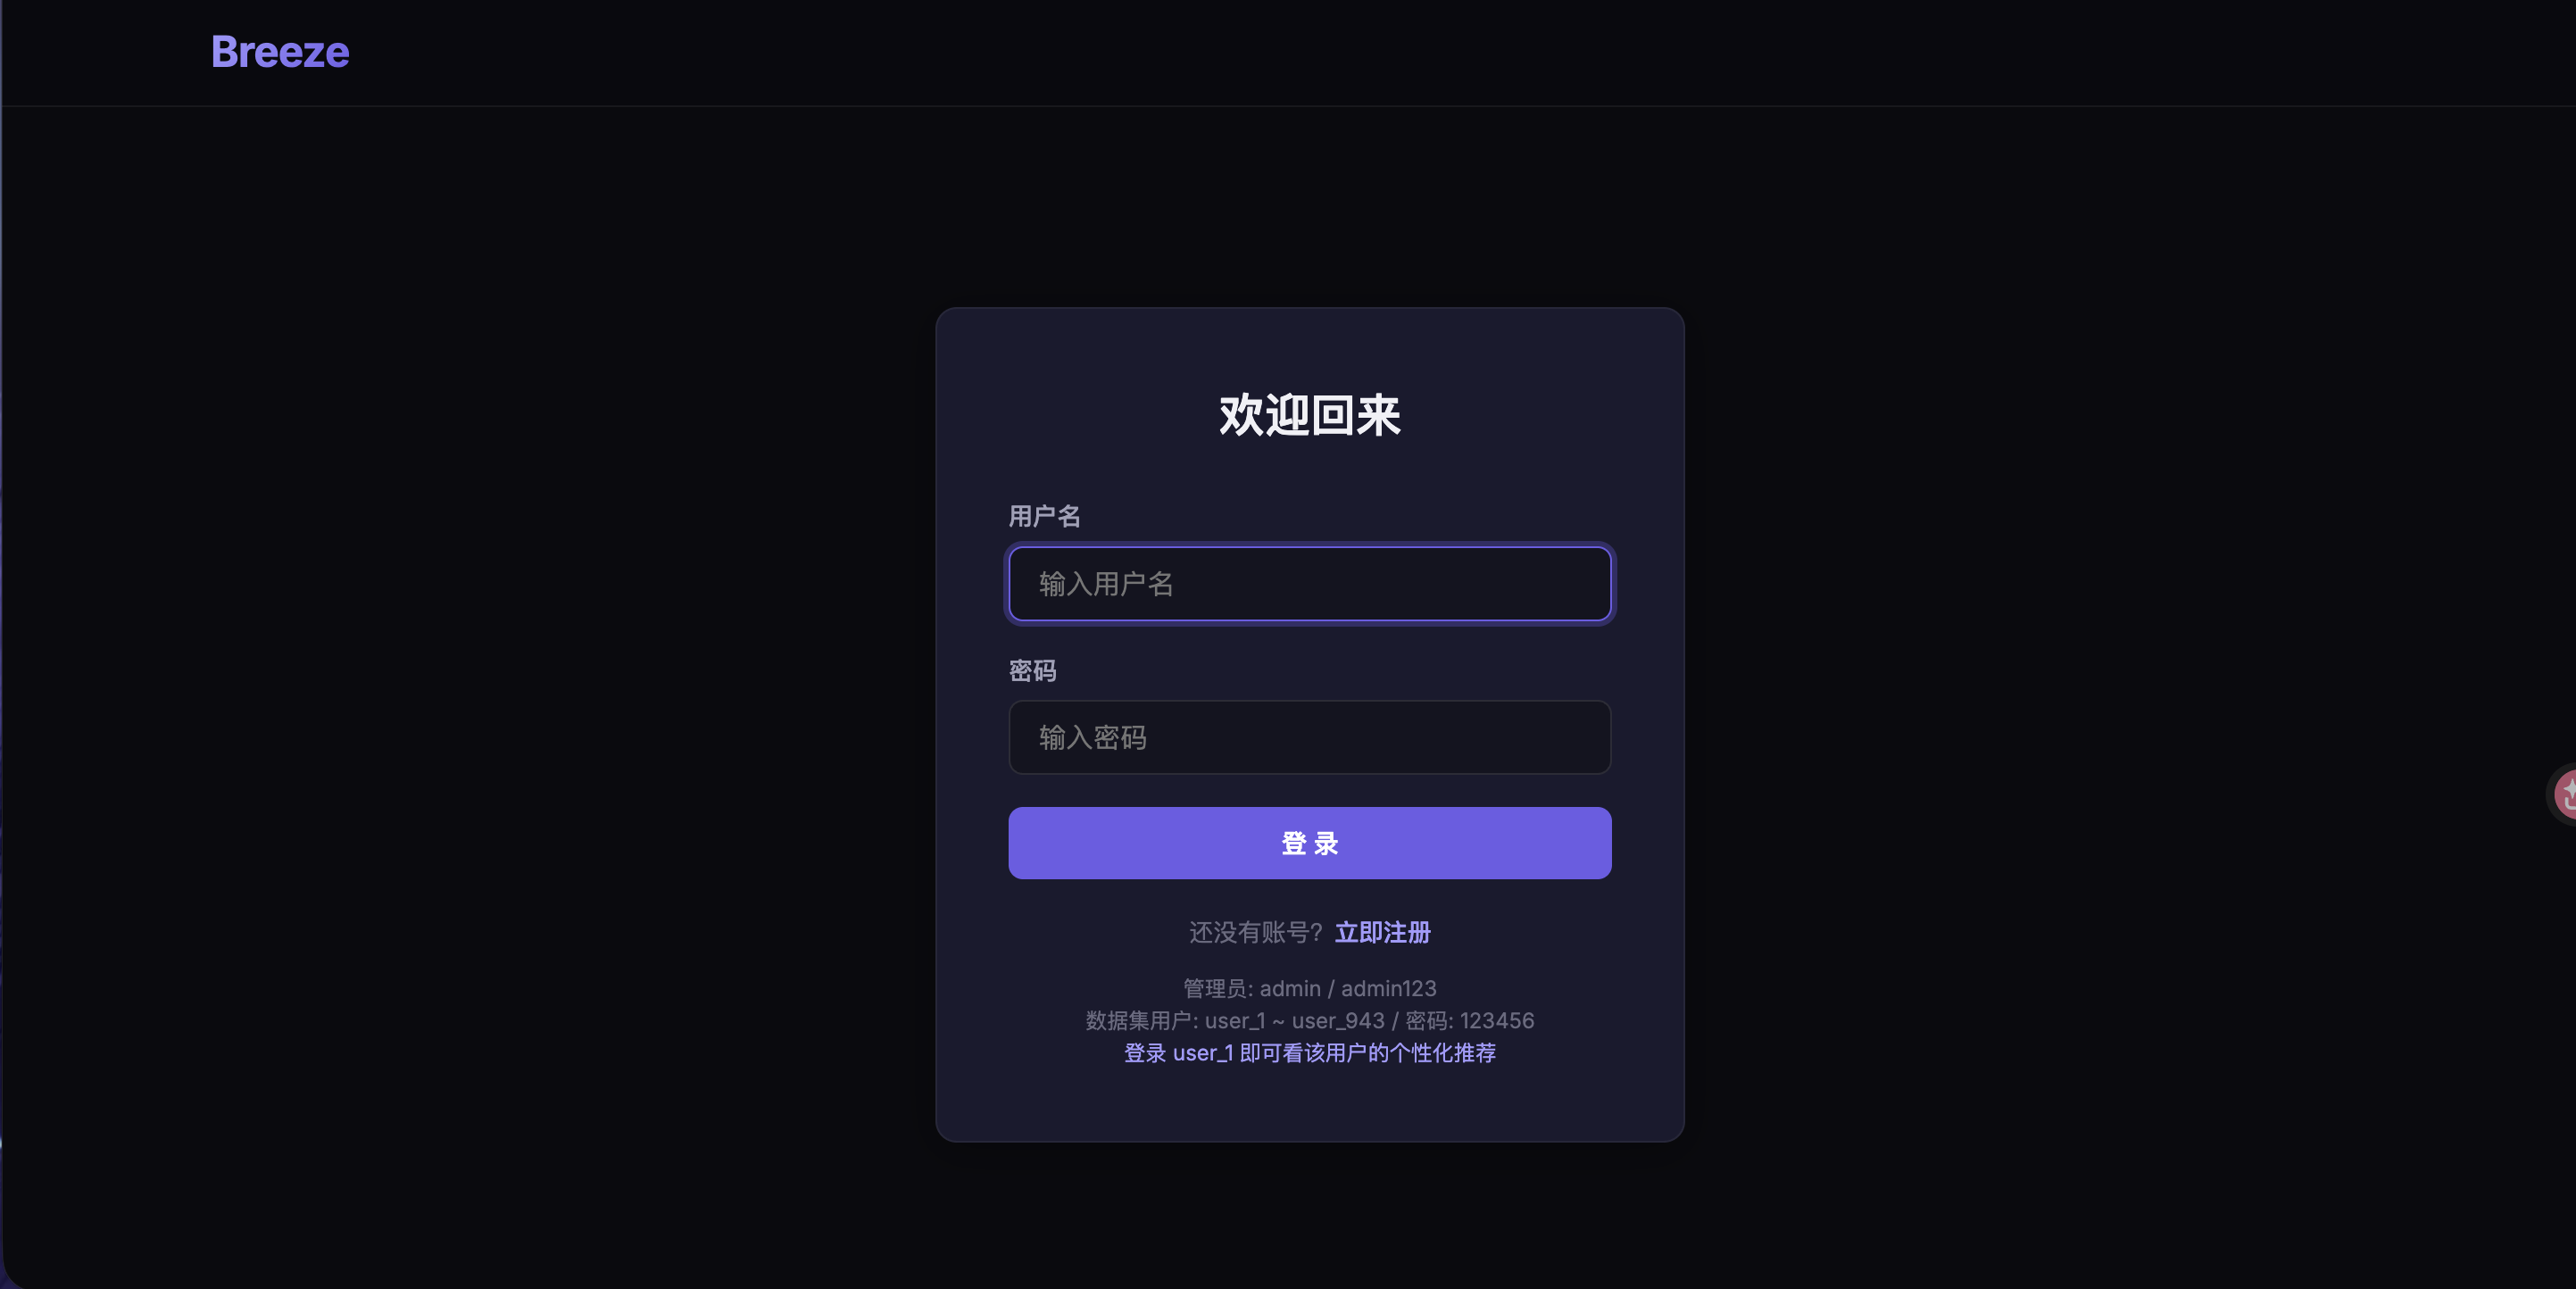 Breeze
欢迎回来
用户名
输入用户名
密码
输入密码
登 录
还没有账号? 立即注册
管理员: admin / admin123
数据集用户: user_1 ~ user_943 / 密码: 123456
登录 user_1 即可看该用户的个性化推荐